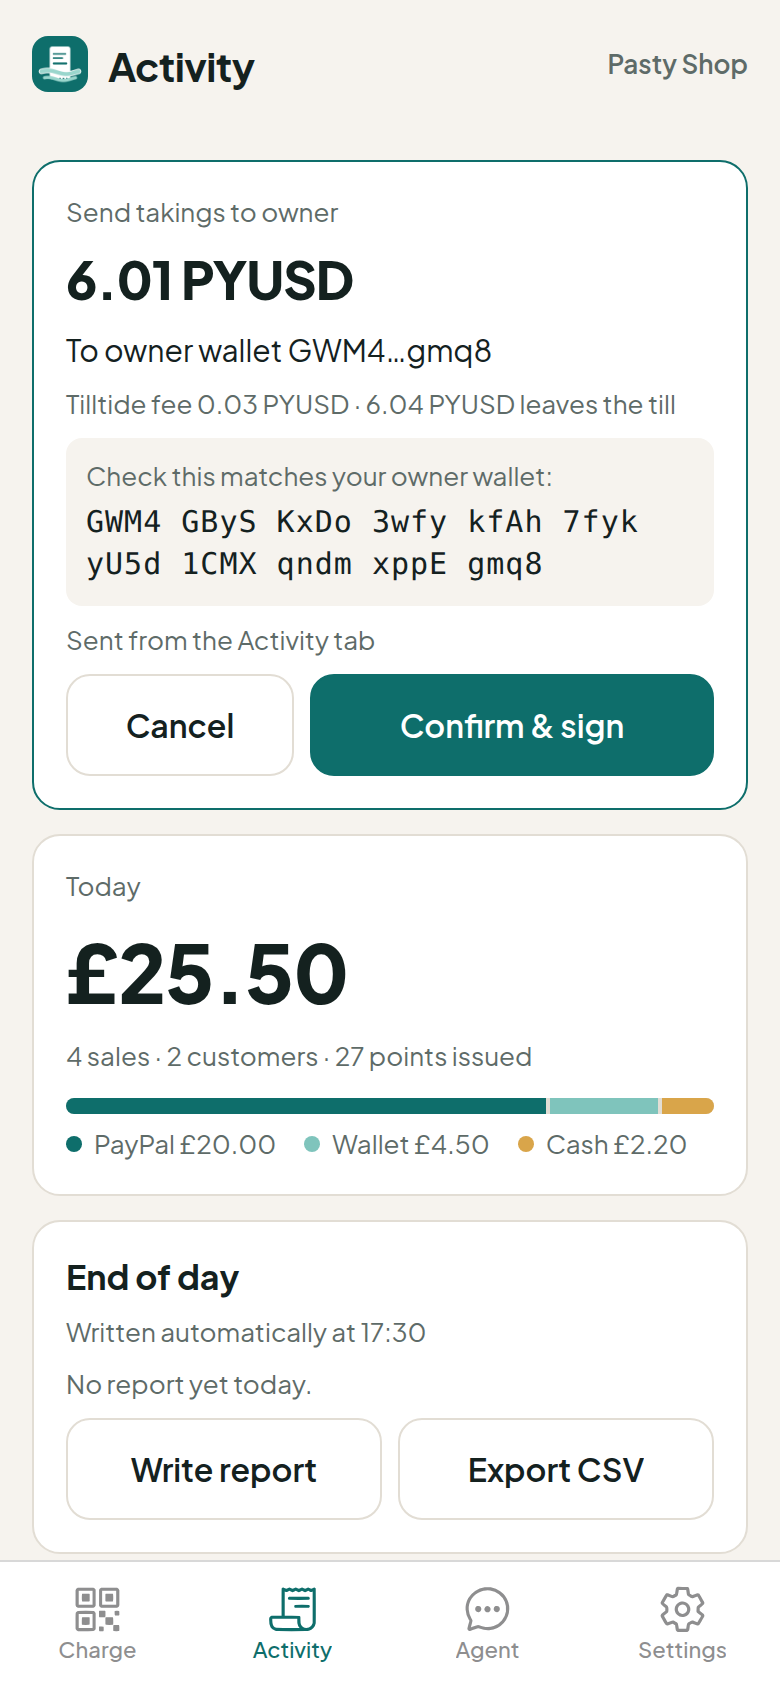 Activity
Pasty Shop
Send takings to owner
6.01 PYUSD
To owner wallet GWM4…gmq8
Tilltide fee 0.03 PYUSD · 6.04 PYUSD leaves the till
Check this matches your owner wallet:
GWM4 GByS KxDo 3wfy kfAh 7fyk
yU5d 1CMX qndm xppE gmq8
Sent from the Activity tab
Cancel
Confirm & sign
Today
£25.50
4 sales · 2 customers · 27 points issued
PayPal £20.00 Wallet £4.50 Cash £2.20
End of day
Written automatically at 17:30
No report yet today.
Write report
Export CSV
Charge
Activity
Agent
Settings